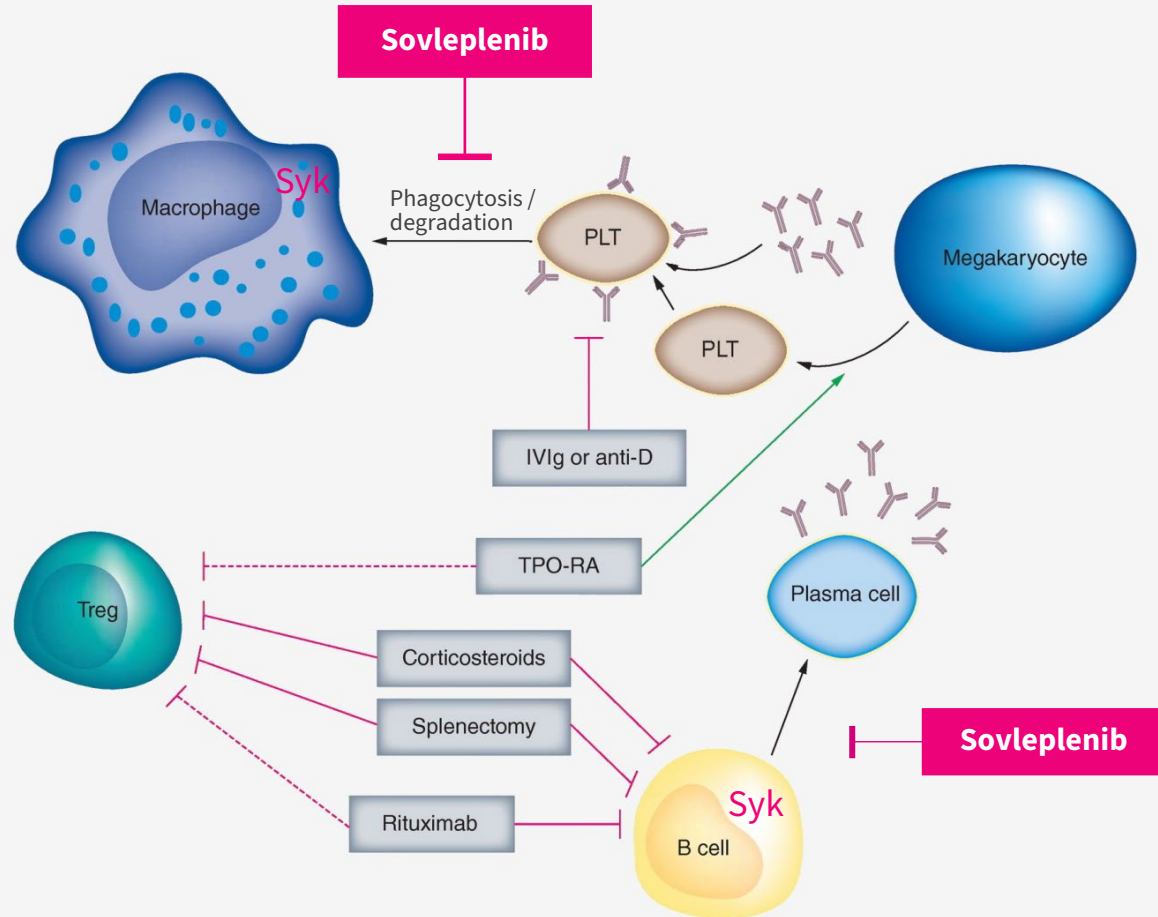 Sovleplenib
Syk
Macrophage
Phagocytosis /
degradation
PLT
Megakaryocyte
PLT
IVIg or anti-D
TPO-RA
Treg
Plasma cell
Corticosteroids
Splenectomy
Sovleplenib
Rituximab
Syk
B cell